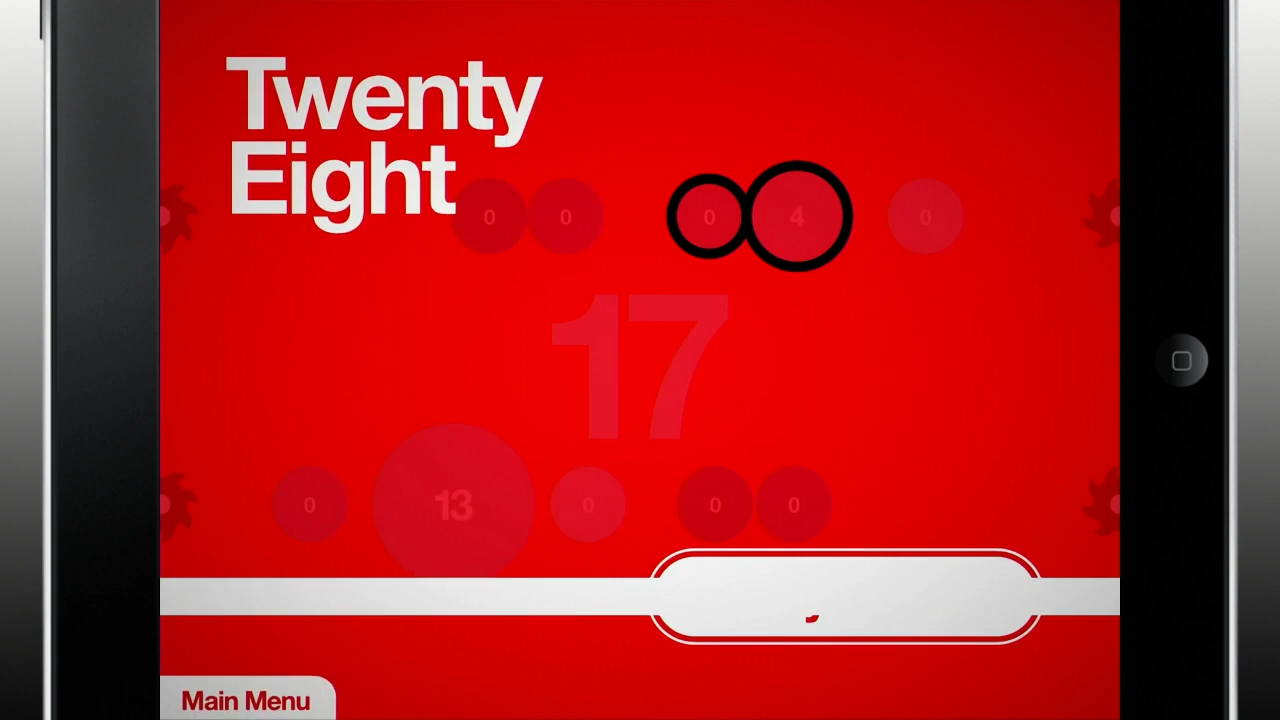 Twenty
Eight
0 0 0 4 0
17
0 13 0 0 0
Main Menu